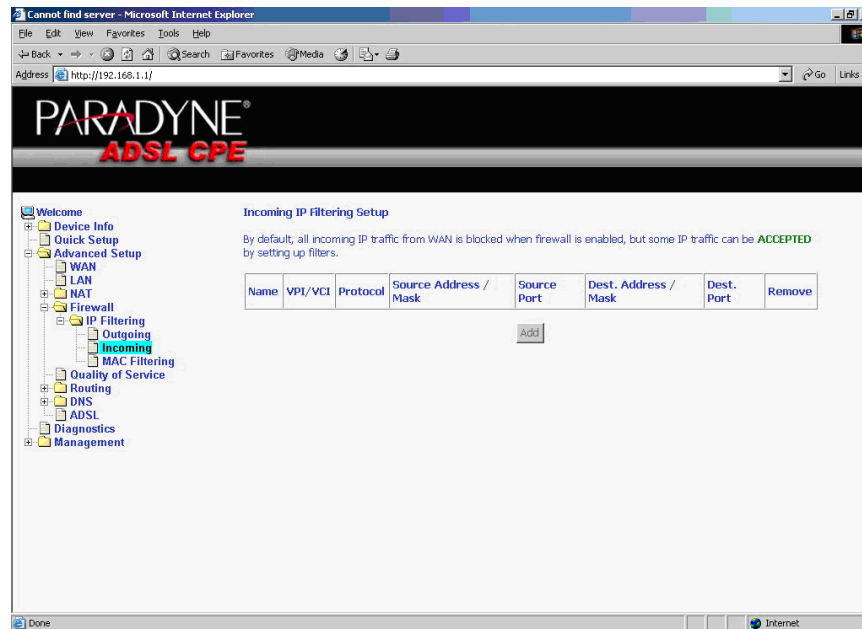 Cannot find server - Microsoft Internet Explorer
File Edit View Favorites Tools Help
Back Search Favorites Media
Address http://192.168.1.1/ Go Links
PARADYNE®
ADSL CPE
Welcome
Device Info
Quick Setup
Advanced Setup
WAN
LAN
NAT
Firewall
IP Filtering
Outgoing
Incoming
MAC Filtering
Quality of Service
Routing
DNS
ADSL
Diagnostics
Management
Incoming IP Filtering Setup
By default, all incoming IP traffic from WAN is blocked when firewall is enabled, but some IP traffic can be ACCEPTED
by setting up filters.
Name VPI/VCI Protocol Source Address / Mask Source Port Dest. Address / Mask Dest. Port Remove
Add
Done Internet